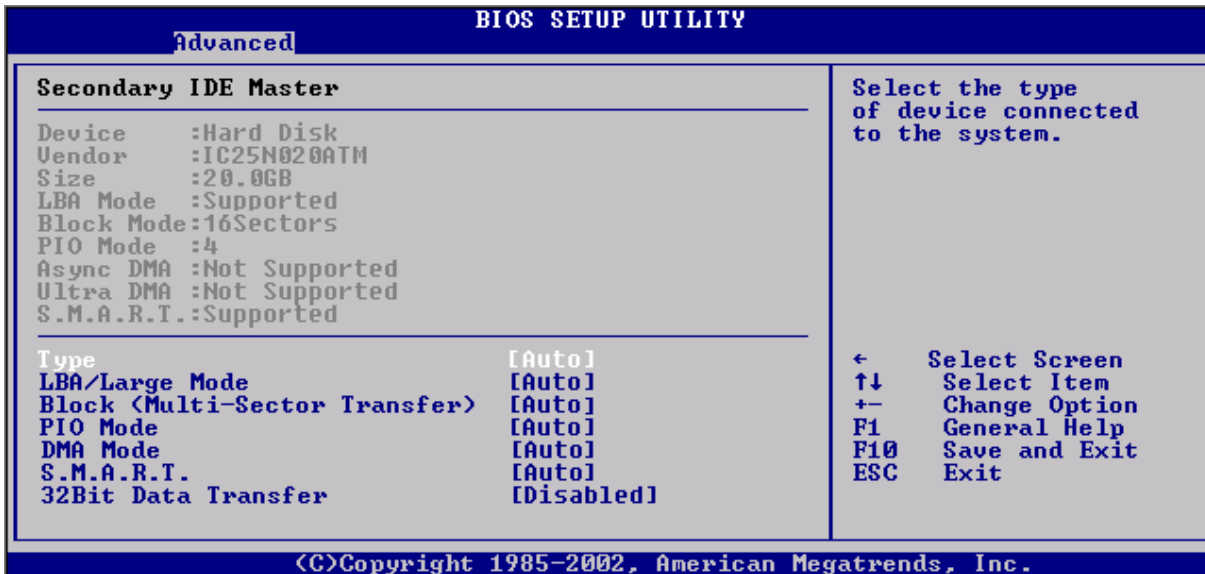 BIOS SETUP UTILITY
Advanced
Secondary IDE Master
Device :Hard Disk
Vendor :IC25N020ATM
Size :20.0GB
LBA Mode :Supported
Block Mode:16Sectors
PIO Mode :4
Async DMA :Not Supported
Ultra DMA :Not Supported
S.M.A.R.T.:Supported
Type [Auto]
LBA/Large Mode [Auto]
Block (Multi-Sector Transfer) [Auto]
PIO Mode [Auto]
DMA Mode [Auto]
S.M.A.R.T. [Auto]
32Bit Data Transfer [Disabled]
Select the type
of device connected
to the system.
← Select Screen
↑↓ Select Item
+- Change Option
F1 General Help
F10 Save and Exit
ESC Exit
(C)Copyright 1985-2002, American Megatrends, Inc.